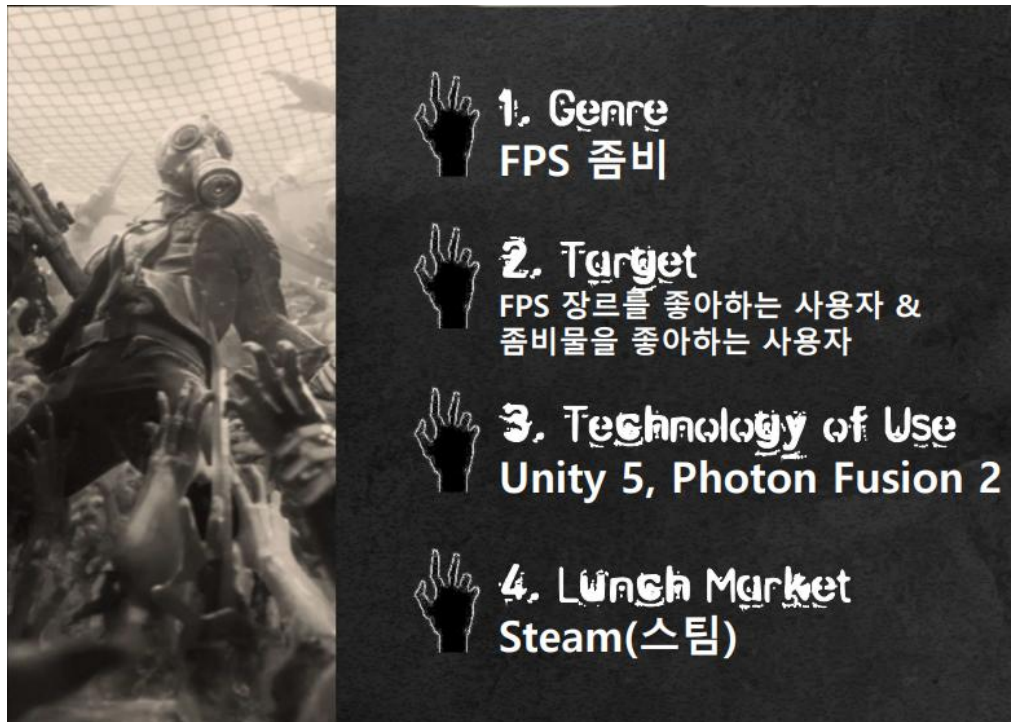 1. Genre
FPS 좀비
2. Target
FPS 장르를 좋아하는 사용자 &
좀비물을 좋아하는 사용자
3. Technology of Use
Unity 5, Photon Fusion 2
4. Lunch Market
Steam(스팀)